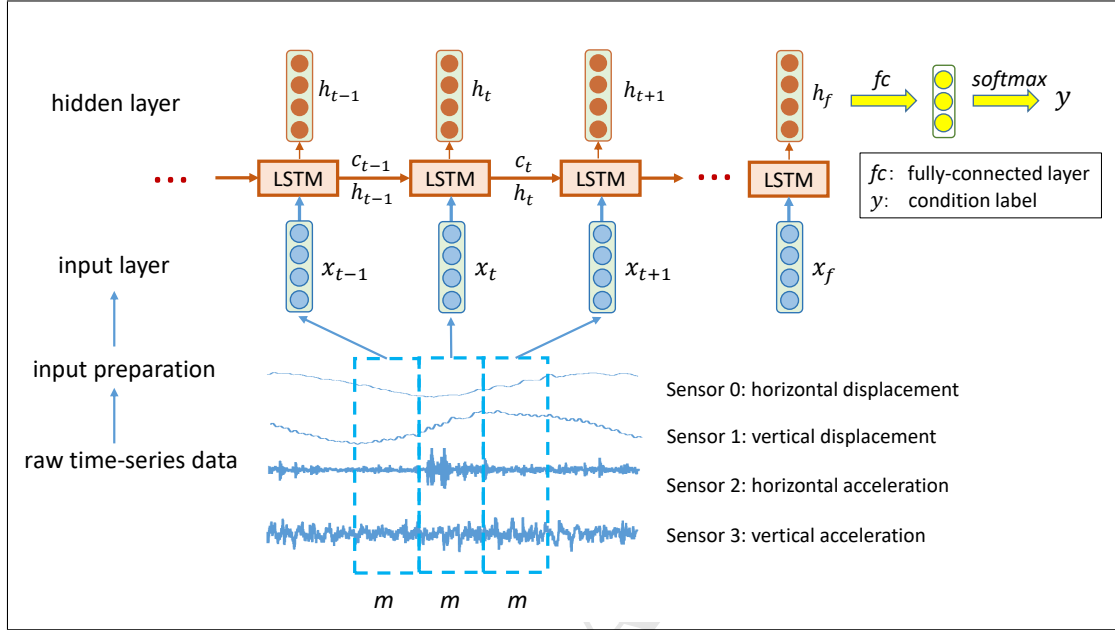 hidden layer
h_{t−1}
h_t
h_{t+1}
h_f
fc
softmax
y
...
LSTM
c_{t−1}
h_{t−1}
LSTM
c_t
h_t
LSTM
...
LSTM
fc: fully-connected layer
y: condition label
input layer
x_{t−1}
x_t
x_{t+1}
x_f
input preparation
raw time-series data
Sensor 0: horizontal displacement
Sensor 1: vertical displacement
Sensor 2: horizontal acceleration
Sensor 3: vertical acceleration
m m m